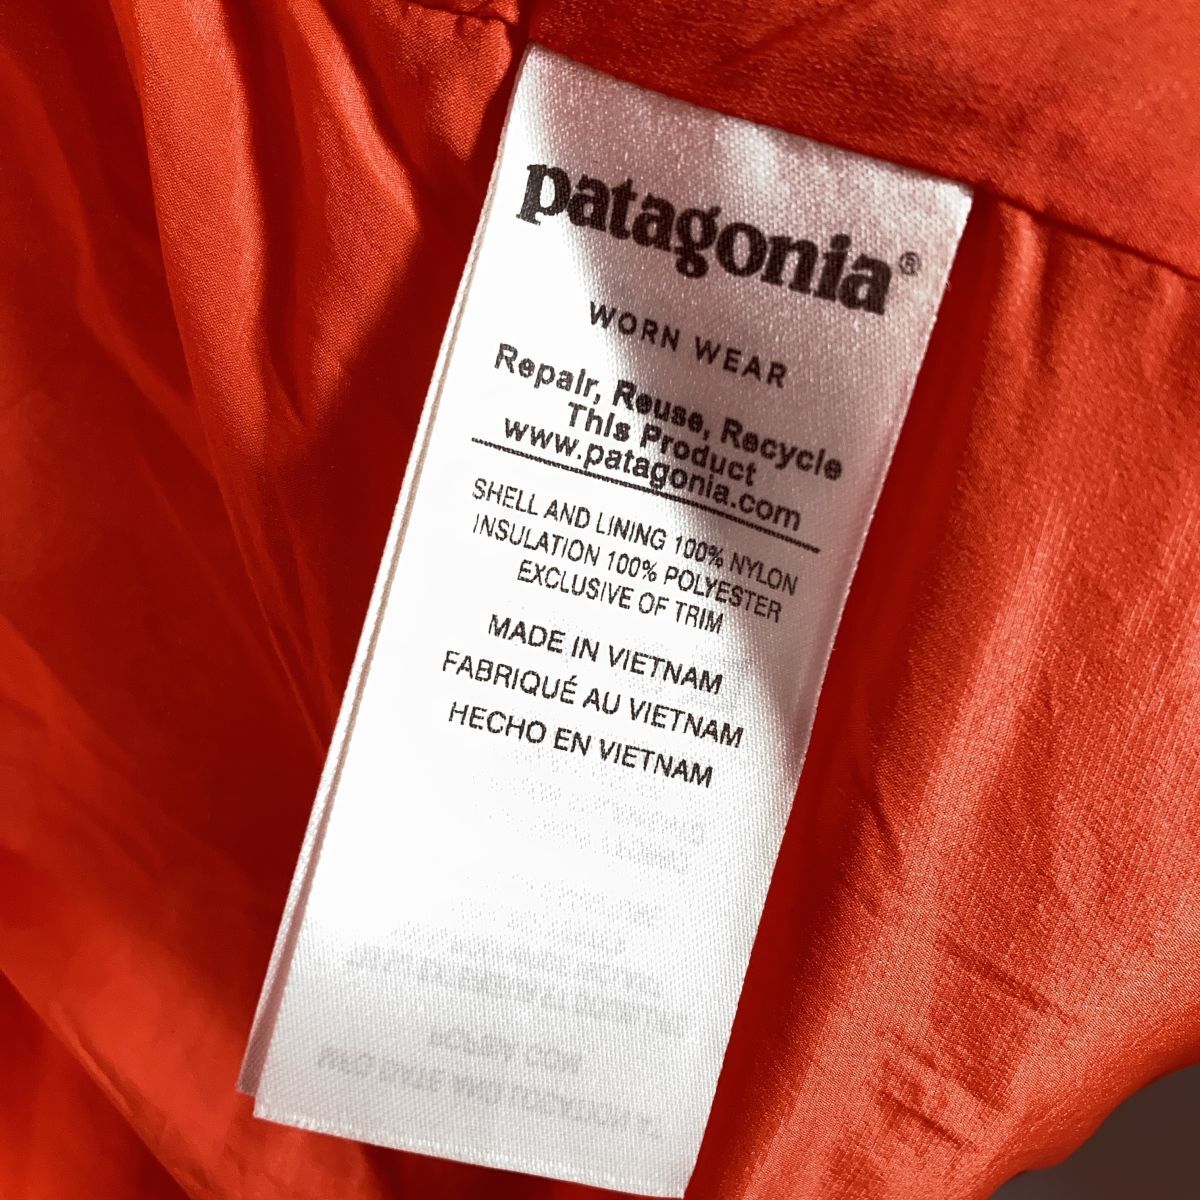 patagonia®
WORN WEAR
Repair, Reuse, Recycle
This Product
www.patagonia.com
SHELL AND LINING 100% NYLON
INSULATION 100% POLYESTER
EXCLUSIVE OF TRIM
MADE IN VIETNAM
FABRIQUÉ AU VIETNAM
HECHO EN VIETNAM